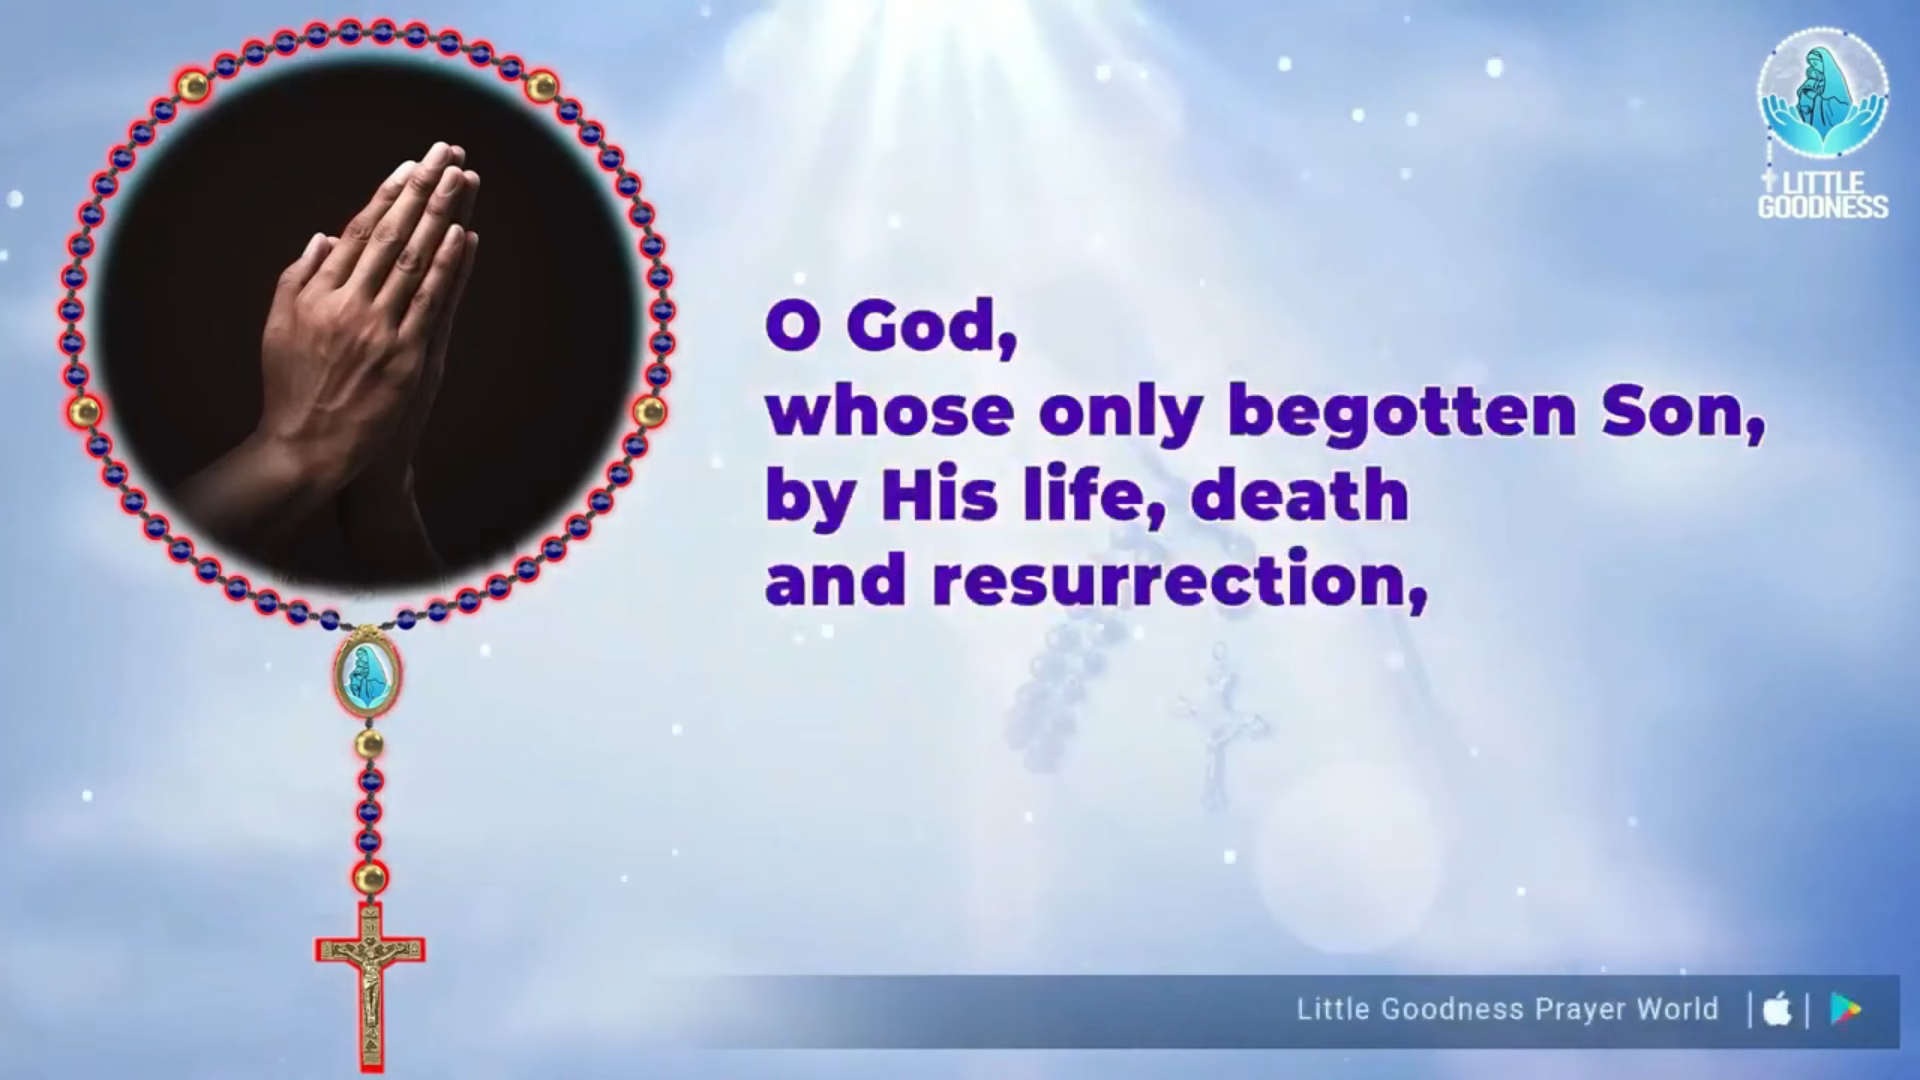 LITTLE
GOODNESS
O God,
whose only begotten Son,
by His life, death
and resurrection,
Little Goodness Prayer World